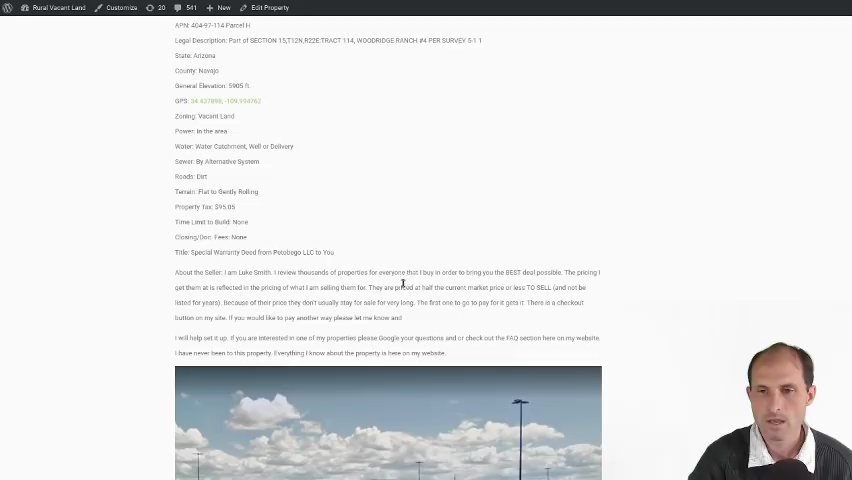 Rural Vacant Land Customize 20 541 New Edit Property
APN: 404-97-114 Parcel H
Legal Description: Part of SECTION 15,T12N,R22E:TRACT 114, WOODRIDGE RANCH #4 PER SURVEY 5-1 1
State: Arizona
County: Navajo
General Elevation: 5905 ft
GPS: 34.437898, -109.994762
Zoning: Vacant Land
Power: In the area
Water: Water Catchment, Well or Delivery
Sewer: By Alternative System
Roads: Dirt
Terrain: Flat to Gently Rolling
Property Tax: $95.05
Time Limit to Build: None
Closing/Doc. Fees: None
Title: Special Warranty Deed from Petobego LLC to You
About the Seller: I am Luke Smith. I review thousands of properties for everyone that I buy in order to bring you the BEST deal possible. The pricing I
get them at is reflected in the pricing of what I am selling them for. They are priced at half the current market price or less TO SELL (and not be
listed for years). Because of their price they don't usually stay for sale for very long. The first one to go to pay for it gets it. There is a checkout
button on my site. If you would like to pay another way please let me know and
I will help set it up. If you are interested in one of my properties please Google your questions and or check out the FAQ section here on my website.
I have never been to this property. Everything I know about the property is here on my website.